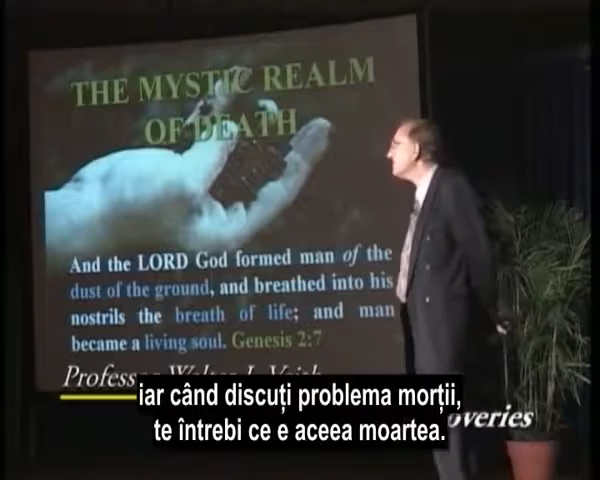 THE MYSTIC REALM
OF DEATH
And the LORD God formed man of the
dust of the ground, and breathed into his
nostrils the breath of life; and man
became a living soul. Genesis 2:7
iar când discuți problema morții,
te întrebi ce e aceea moartea.